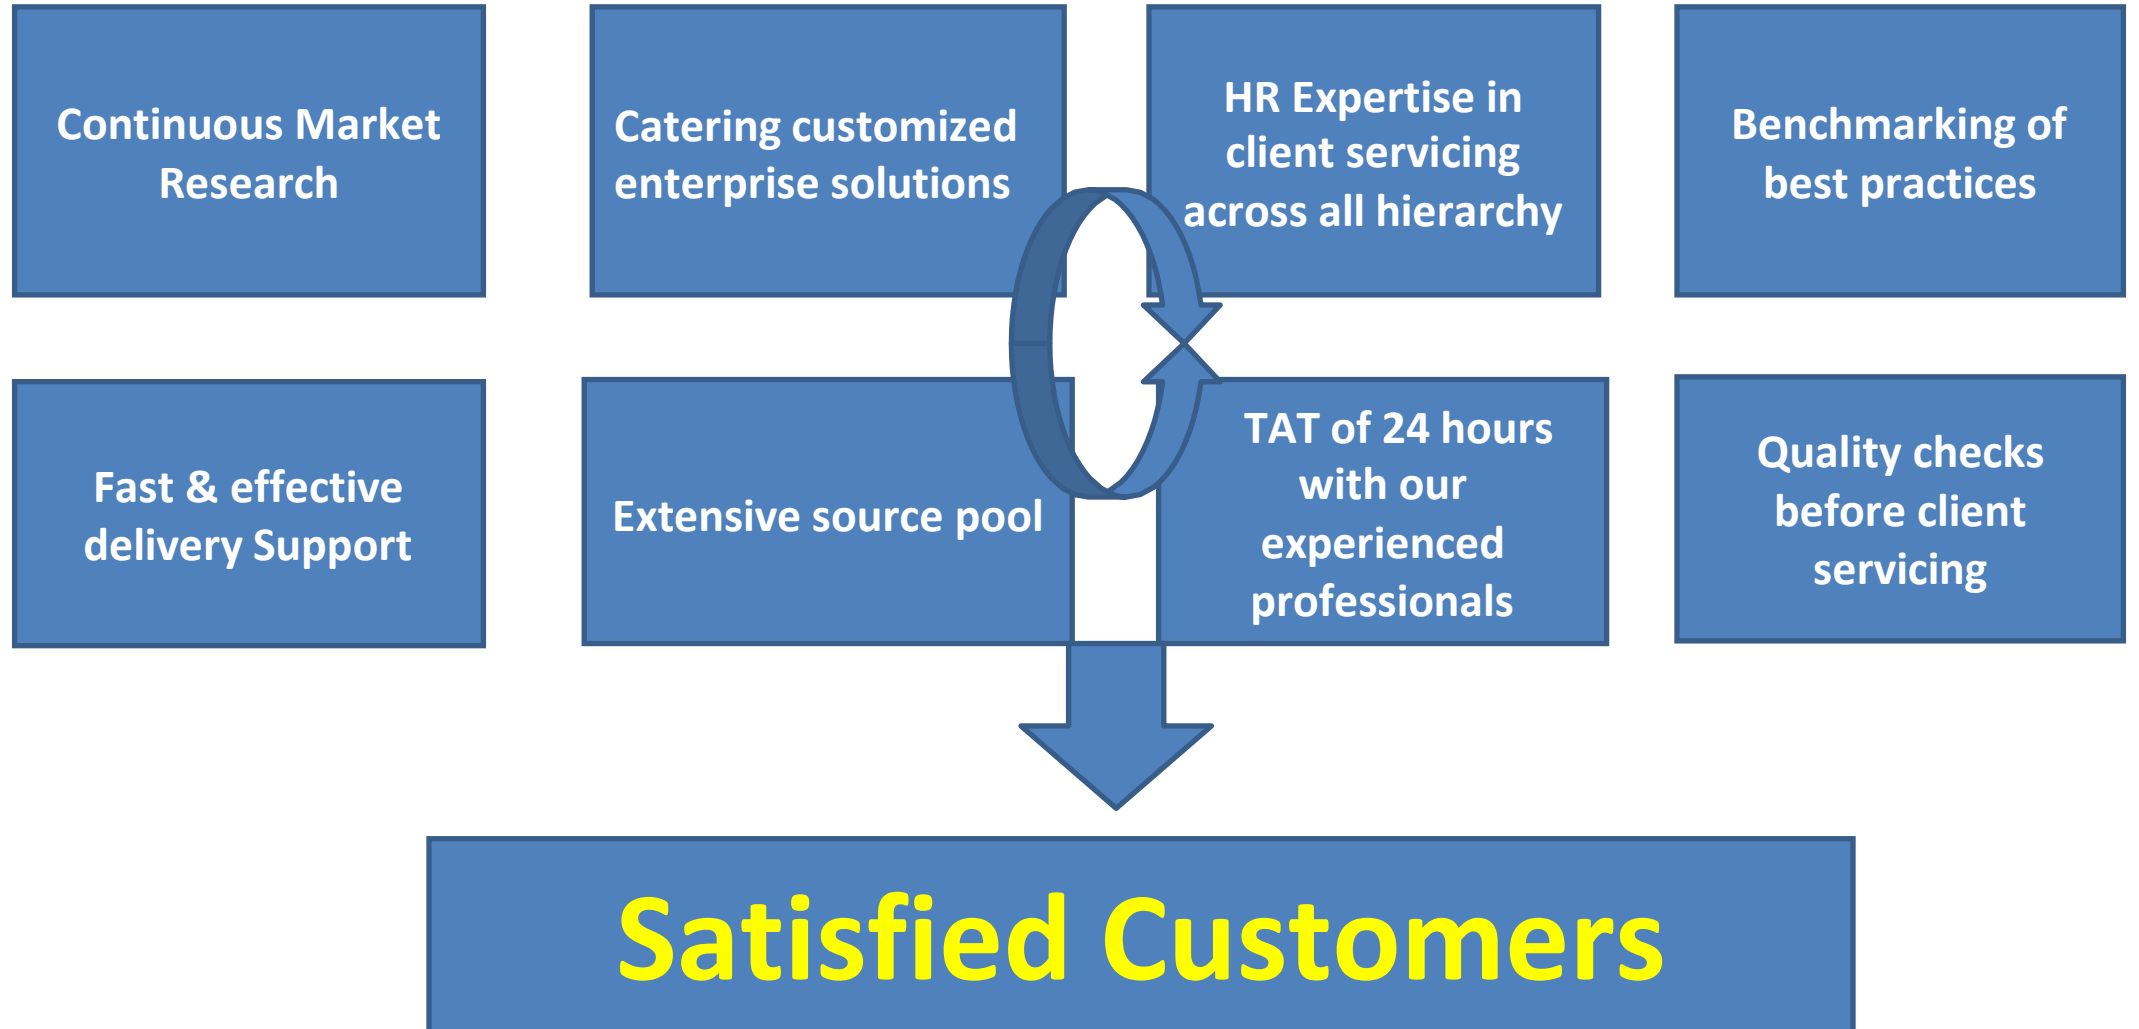 Continuous Market
Research
Catering customized
enterprise solutions
HR Expertise in
client servicing
across all hierarchy
Benchmarking of
best practices
Fast & effective
delivery Support
Extensive source pool
TAT of 24 hours
with our
experienced
professionals
Quality checks
before client
servicing
Satisfied Customers